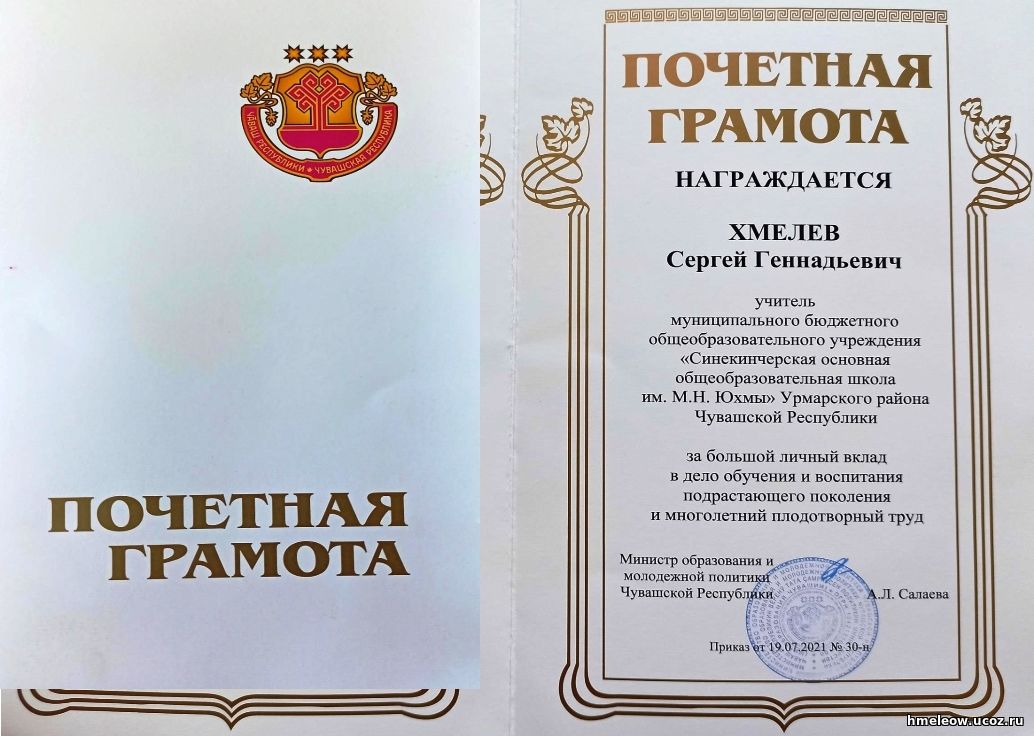 ЧӐВАШ РЕСПУБЛИКИ ✷ ЧУВАШСКАЯ РЕСПУБЛИКА
ПОЧЕТНАЯ
ГРАМОТА
ПОЧЕТНАЯ
ГРАМОТА
НАГРАЖДАЕТСЯ
ХМЕЛЕВ
Сергей Геннадьевич
учитель
муниципального бюджетного
общеобразовательного учреждения
«Синекинчерская основная
общеобразовательная школа
им. М.Н. Юхмы» Урмарского района
Чувашской Республики
за большой личный вклад
в дело обучения и воспитания
подрастающего поколения
и многолетний плодотворный труд
Министр образования и
молодежной политики
Чувашской Республики
А.Л. Салаева
Приказ от 19.07.2021 № 30-н
hmeleow.ucoz.ru